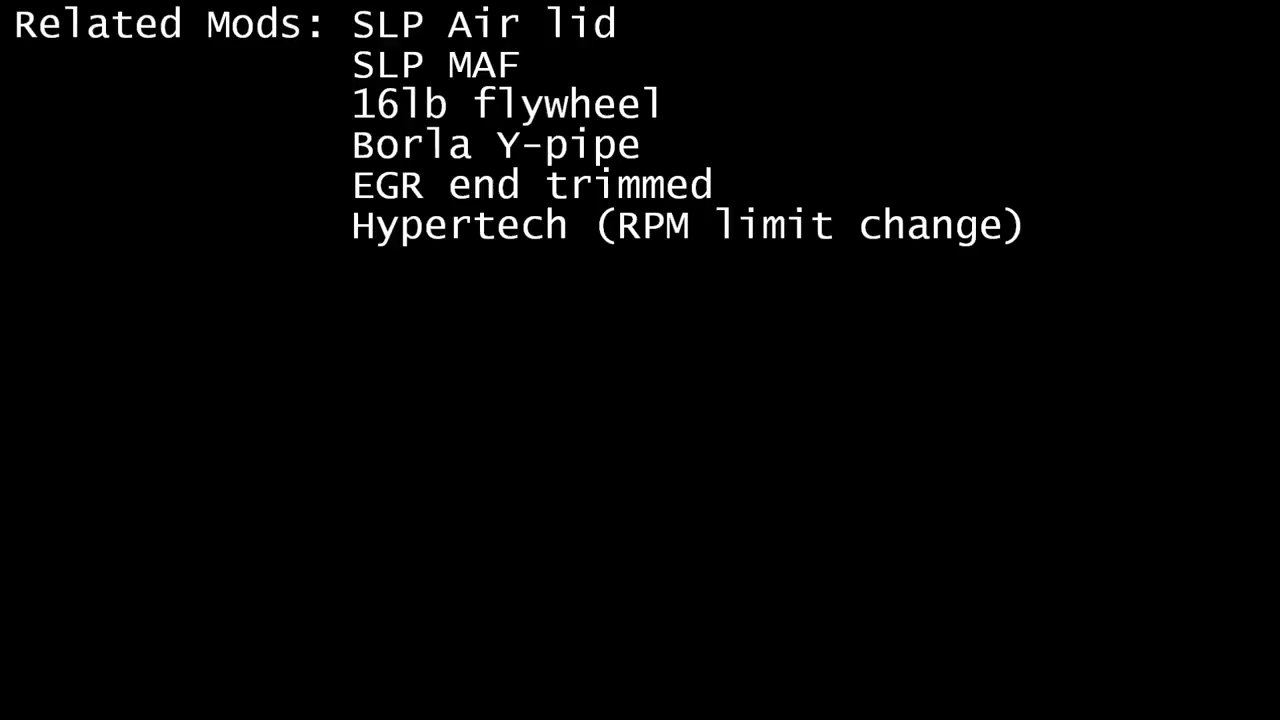 Related Mods: SLP Air lid
SLP MAF
16lb flywheel
Borla Y-pipe
EGR end trimmed
Hypertech (RPM limit change)